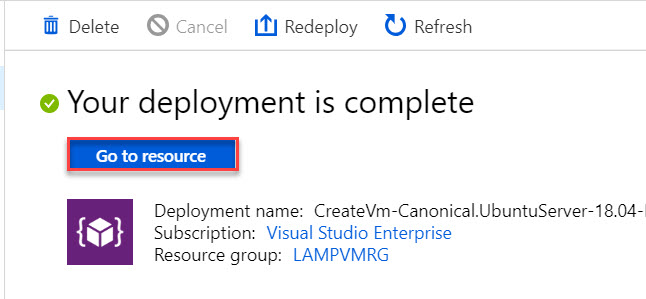 Delete Cancel Redeploy Refresh
Your deployment is complete
Go to resource
Deployment name: CreateVm-Canonical.UbuntuServer-18.04-
Subscription: Visual Studio Enterprise
Resource group: LAMPVMRG